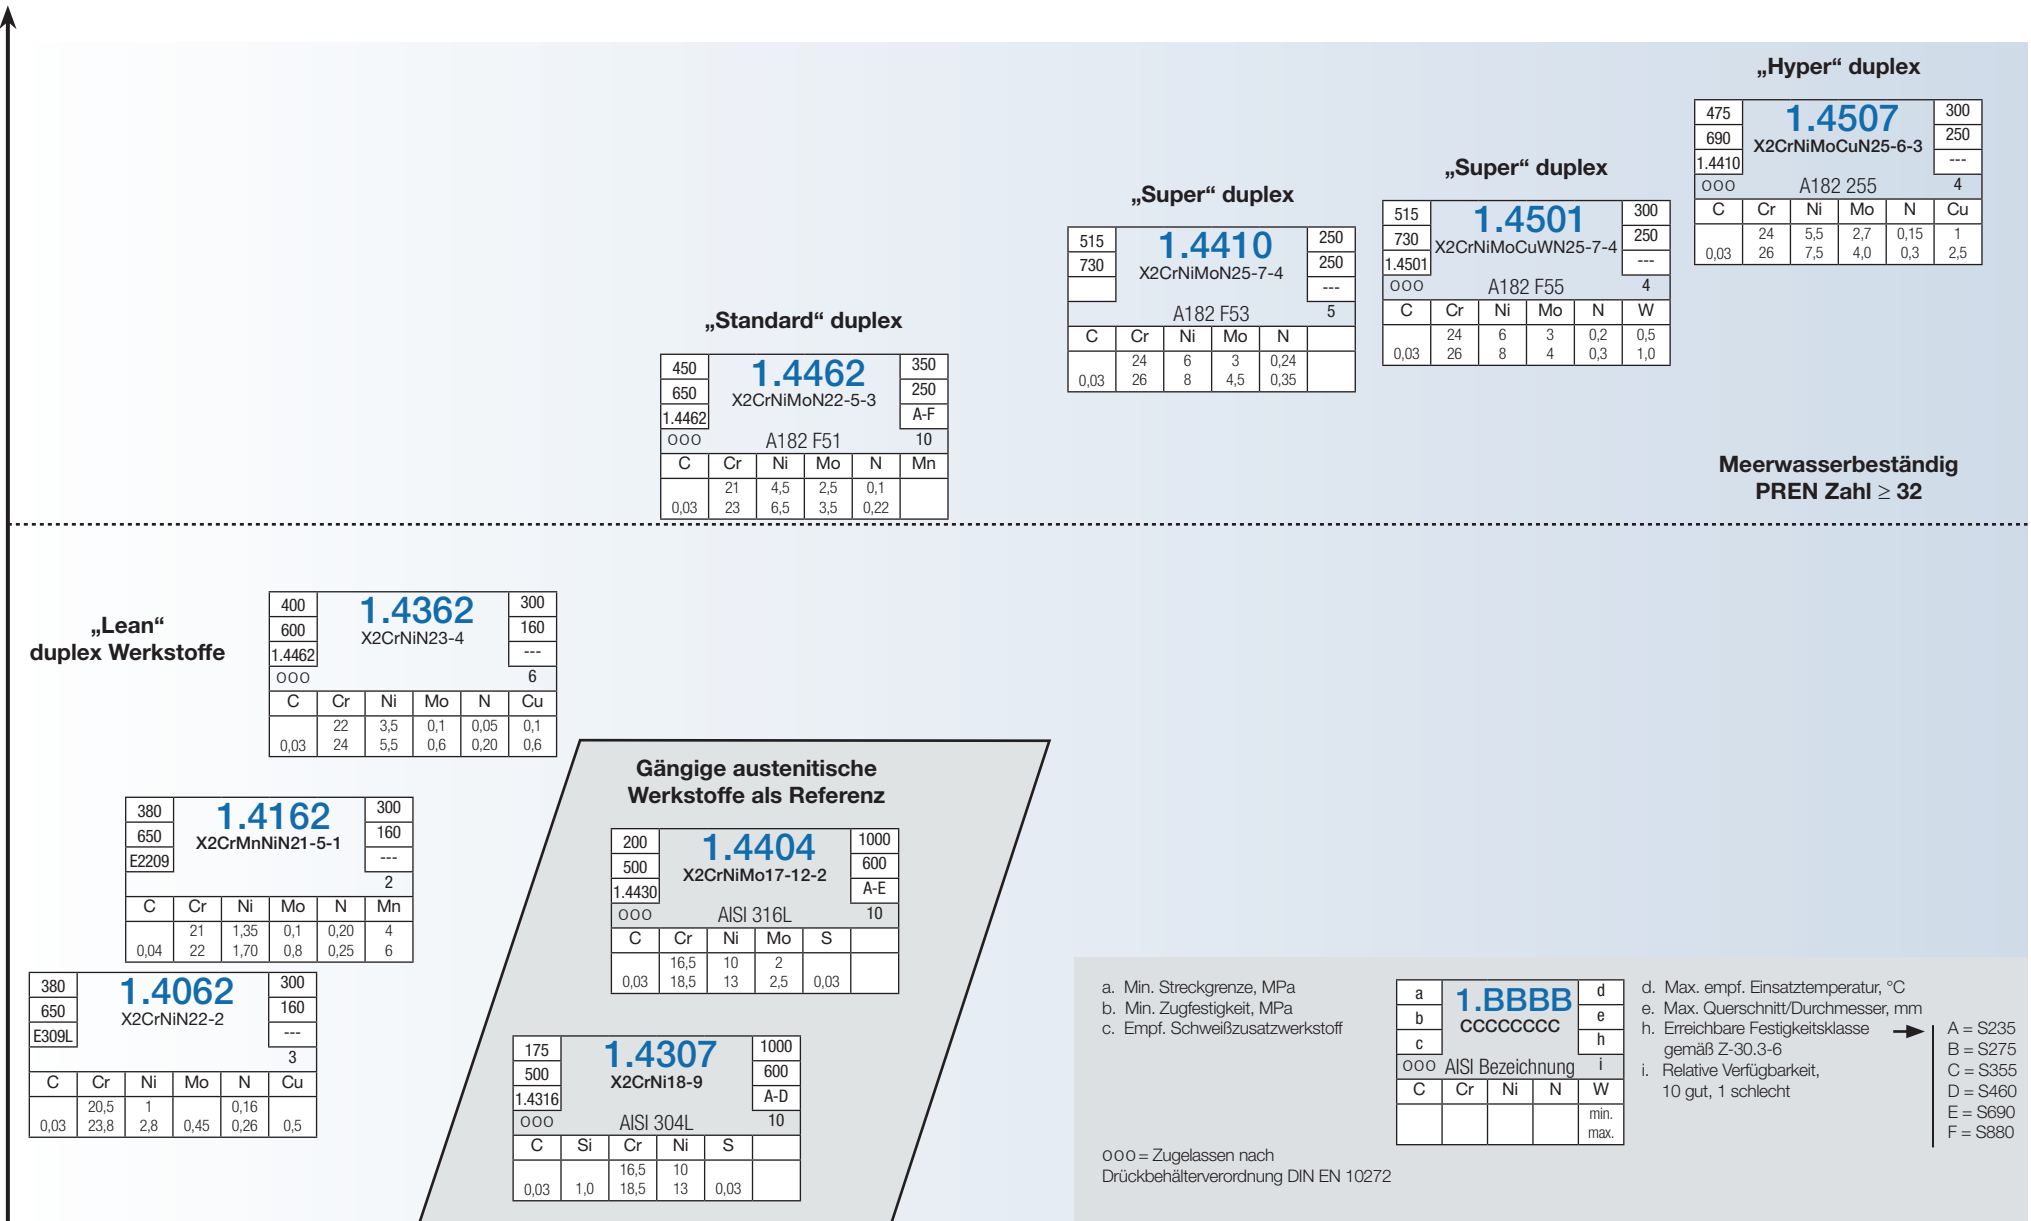 „Hyper“ duplex
475 1.4507 300
690 X2CrNiMoCuN25-6-3 250
1.4410 ---
ooo A182 255 4
C Cr Ni Mo N Cu
24 5,5 2,7 0,15 1
0,03 26 7,5 4,0 0,3 2,5
„Super“ duplex
515 1.4501 300
730 X2CrNiMoCuWN25-7-4 250
1.4501 ---
ooo A182 F55 4
C Cr Ni Mo N W
24 6 3 0,2 0,5
0,03 26 8 4 0,3 1,0
„Super“ duplex
515 1.4410 250
730 X2CrNiMoN25-7-4 250
---
A182 F53 5
C Cr Ni Mo N
24 6 3 0,24
0,03 26 8 4,5 0,35
„Standard“ duplex
450 1.4462 350
650 X2CrNiMoN22-5-3 250
1.4462 A-F
ooo A182 F51 10
C Cr Ni Mo N Mn
21 4,5 2,5 0,1
0,03 23 6,5 3,5 0,22
Meerwasserbeständig
PREN Zahl ≥ 32
„Lean“
duplex Werkstoffe
400 1.4362 300
600 X2CrNiN23-4 160
1.4462 ---
ooo 6
C Cr Ni Mo N Cu
22 3,5 0,1 0,05 0,1
0,03 24 5,5 0,6 0,20 0,6
380 1.4162 300
650 X2CrMnNiN21-5-1 160
E2209 ---
2
C Cr Ni Mo N Mn
21 1,35 0,1 0,20 4
0,04 22 1,70 0,8 0,25 6
380 1.4062 300
650 X2CrNiN22-2 160
E309L ---
3
C Cr Ni Mo N Cu
20,5 1 0,16
0,03 23,8 2,8 0,45 0,26 0,5
Gängige austenitische
Werkstoffe als Referenz
200 1.4404 1000
500 X2CrNiMo17-12-2 600
1.4430 A-E
ooo AISI 316L 10
C Cr Ni Mo S
16,5 10 2
0,03 18,5 13 2,5 0,03
175 1.4307 1000
500 X2CrNi18-9 600
1.4316 A-D
ooo AISI 304L 10
C Si Cr Ni S
16,5 10
0,03 1,0 18,5 13 0,03
a. Min. Streckgrenze, MPa
b. Min. Zugfestigkeit, MPa
c. Empf. Schweißzusatzwerkstoff
ooo = Zugelassen nach
Drückbehälterverordnung DIN EN 10272
a 1.BBBB d
b CCCCCCCC e
c h
ooo AISI Bezeichnung i
C Cr Ni N W
min.
max.
d. Max. empf. Einsatztemperatur, °C
e. Max. Querschnitt/Durchmesser, mm
h. Erreichbare Festigkeitsklasse
gemäß Z-30.3-6
i. Relative Verfügbarkeit,
10 gut, 1 schlecht
A = S235
B = S275
C = S355
D = S460
E = S690
F = S880